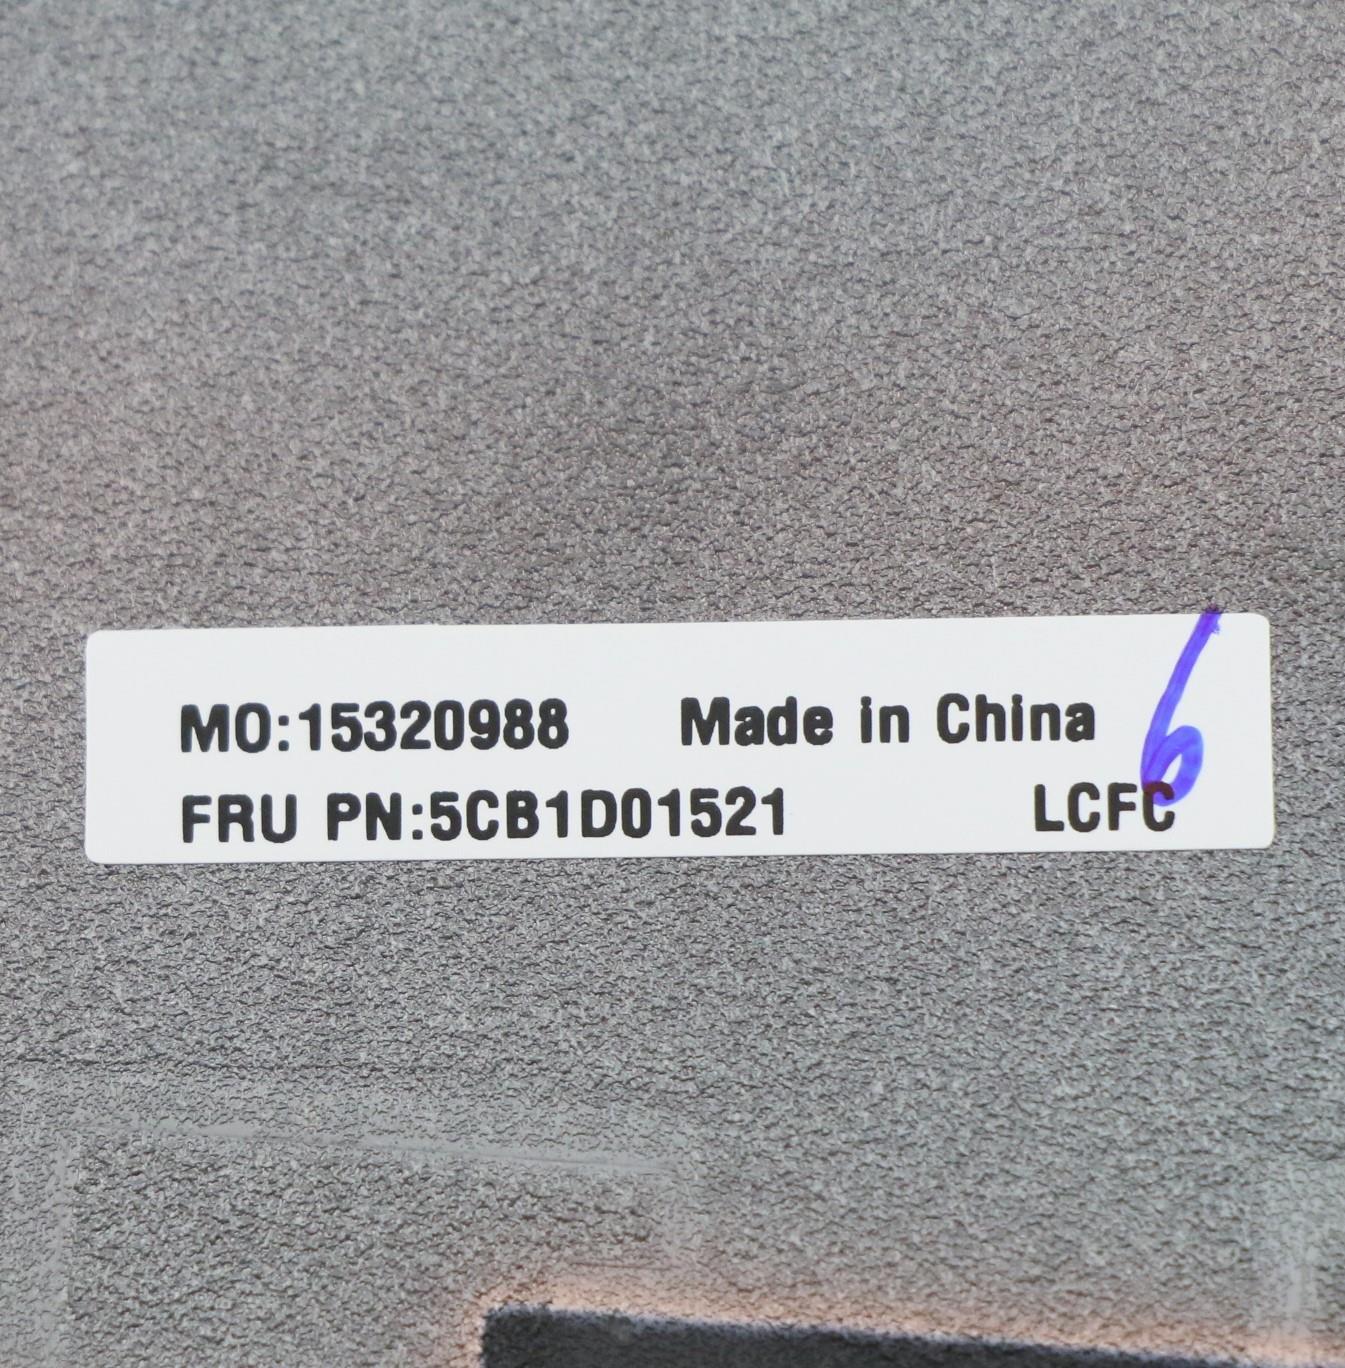 MO:15320988 Made in China
FRU PN:5CB1D01521 LCFC
6